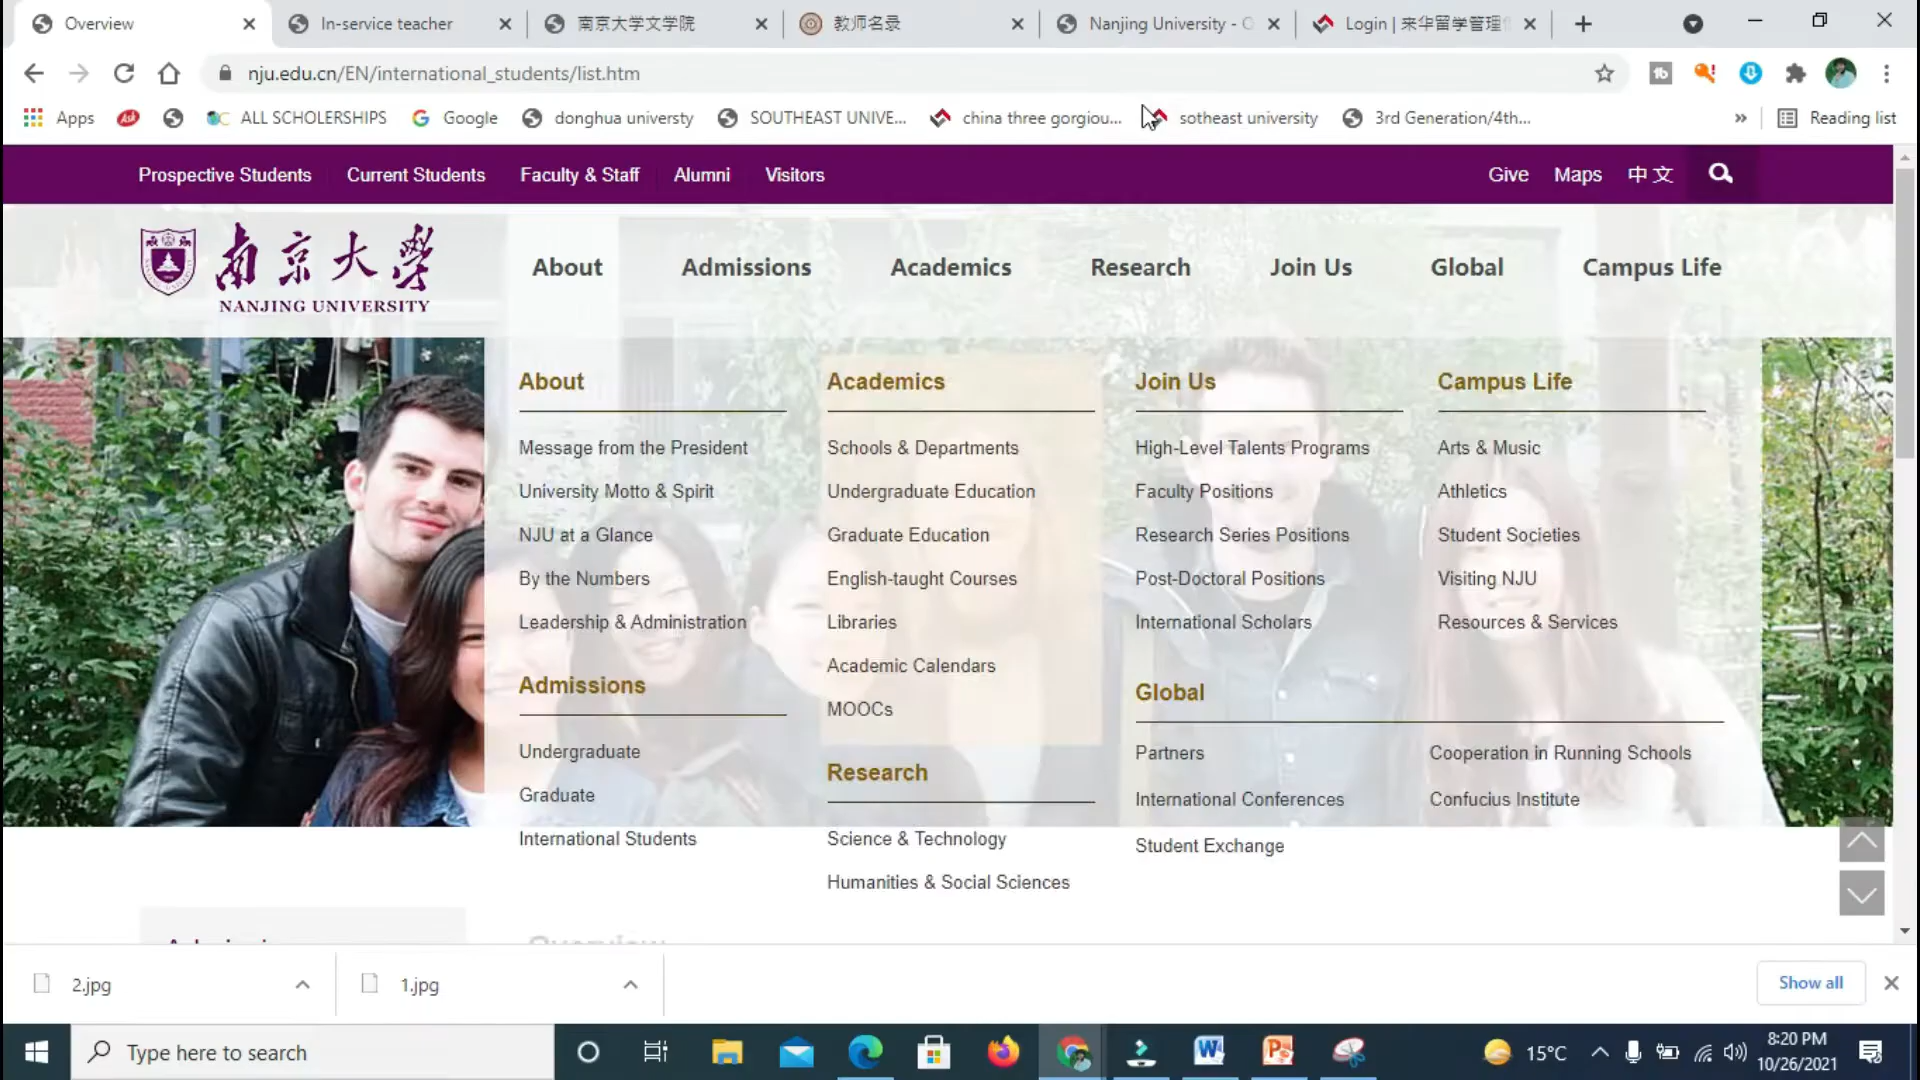 Overview
In-service teacher
南京大学文学院
教师名录
Nanjing University -
Login | 来华留学管理
nju.edu.cn/EN/international_students/list.htm
Apps
Ask
ALL SCHOLERSHIPS
Google
donghua universty
SOUTHEAST UNIVE...
china three gorgiou...
sotheast university
3rd Generation/4th...
»
Reading list
Prospective Students
Current Students
Faculty & Staff
Alumni
Visitors
Give
Maps
中文
南京大學
NANJING UNIVERSITY
About
Admissions
Academics
Research
Join Us
Global
Campus Life
About
Message from the President
University Motto & Spirit
NJU at a Glance
By the Numbers
Leadership & Administration
Admissions
Undergraduate
Graduate
International Students
Academics
Schools & Departments
Undergraduate Education
Graduate Education
English-taught Courses
Libraries
Academic Calendars
MOOCs
Research
Science & Technology
Humanities & Social Sciences
Join Us
High-Level Talents Programs
Faculty Positions
Research Series Positions
Post-Doctoral Positions
International Scholars
Campus Life
Arts & Music
Athletics
Student Societies
Visiting NJU
Resources & Services
Global
Partners
Cooperation in Running Schools
International Conferences
Confucius Institute
Student Exchange
Overview
2.jpg
1.jpg
Show all
Type here to search
15°C
8:20 PM
10/26/2021